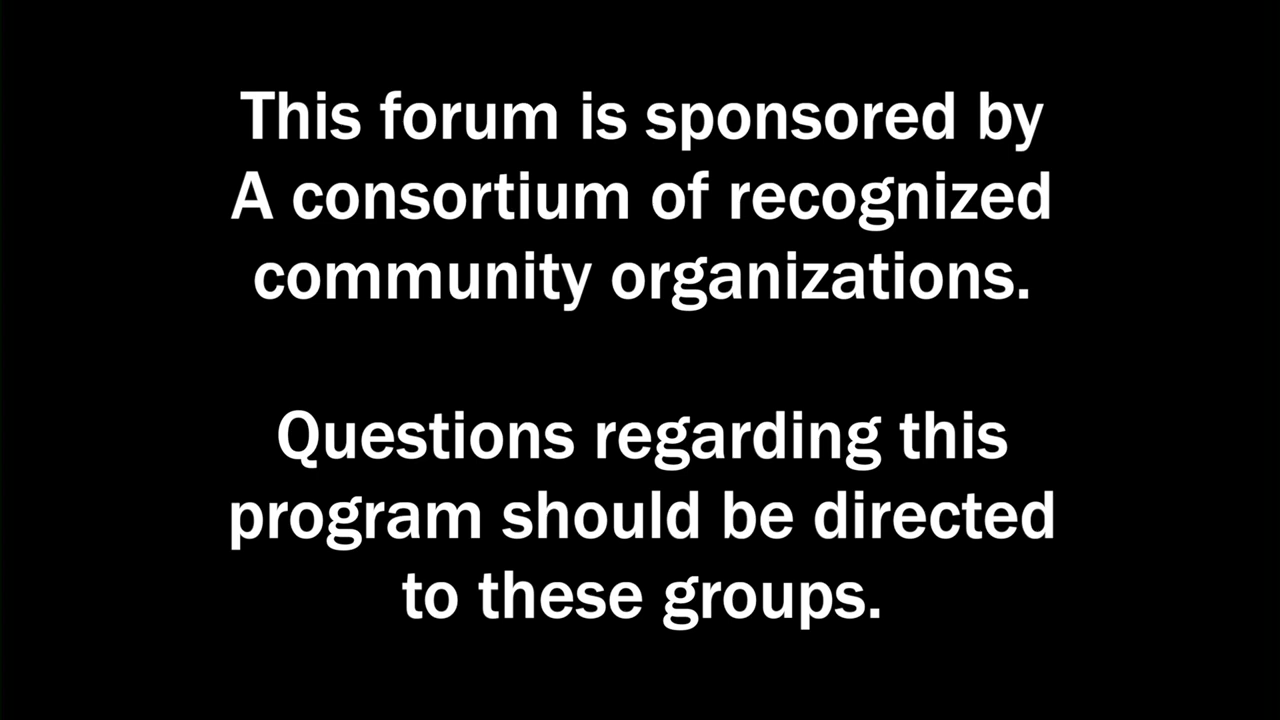 This forum is sponsored by
A consortium of recognized
community organizations.
Questions regarding this
program should be directed
to these groups.